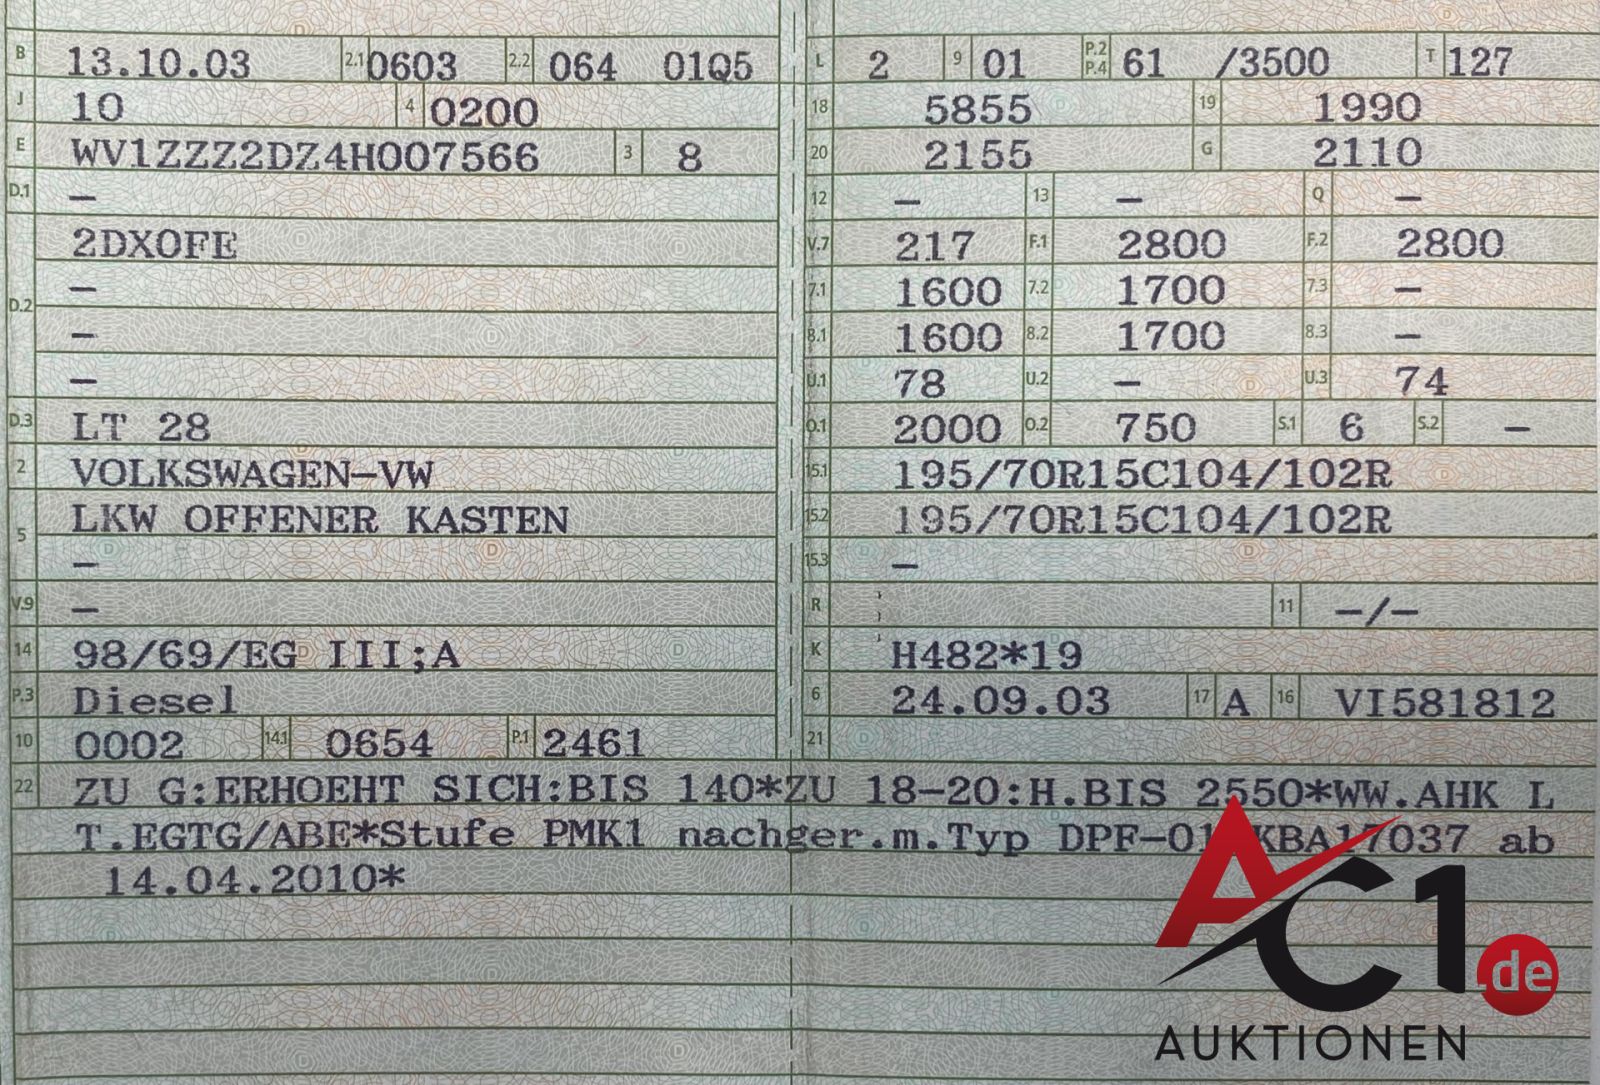 B 13.10.03 2.1 0603 2.2 064 01Q5
J 10 4 0200
E WV1ZZZ2DZ4H007566 3 8
D.1 –
2DX0FE
D.2 –
–
–
D.3 LT 28
2 VOLKSWAGEN-VW
5 LKW OFFENER KASTEN
–
V.9 –
14 98/69/EG III;A
P.3 Diesel
10 0002 14.1 0654 P.1 2461
L 2 9 01 P.2 P.4 61 /3500 T 127
18 5855 19 1990
20 2155 G 2110
12 – 13 – Q –
V.7 217 F.1 2800 F.2 2800
7.1 1600 7.2 1700 7.3 –
8.1 1600 8.2 1700 8.3 –
U.1 78 U.2 – U.3 74
O.1 2000 O.2 750 S.1 6 S.2 –
15.1 195/70R15C104/102R
15.2 195/70R15C104/102R
15.3 –
R 11 –/–
K H482*19
6 24.09.03 17 A 16 VI581812
21
22 ZU G:ERHOEHT SICH:BIS 140*ZU 18-20:H.BIS 2550*WW.AHK L
T.EGTG/ABE*Stufe PMK1 nachger.m.Typ DPF-01 KBA17037 ab
14.04.2010*
AC1.de
AUKTIONEN